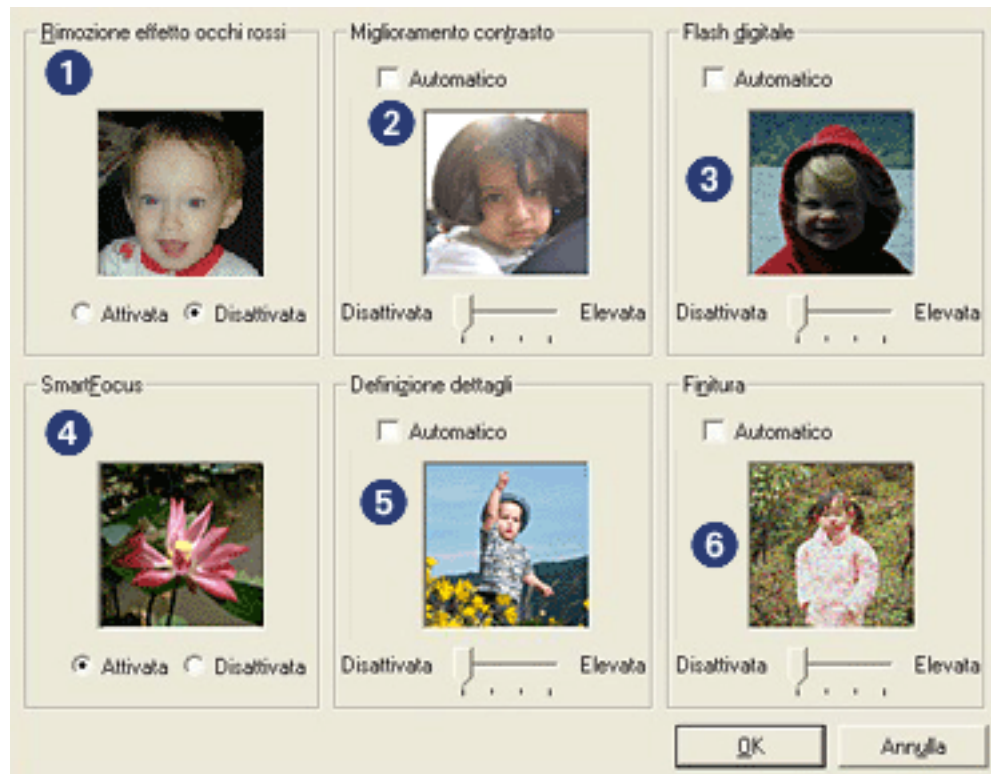 Rimozione effetto occhi rossi
1
Attivata Disattivata
Miglioramento contrasto
Automatico
2
Disattivata Elevata
Flash digitale
Automatico
3
Disattivata Elevata
SmartFocus
4
Attivata Disattivata
Definizione dettagli
Automatico
5
Disattivata Elevata
Finitura
Automatico
6
Disattivata Elevata
OK Annulla